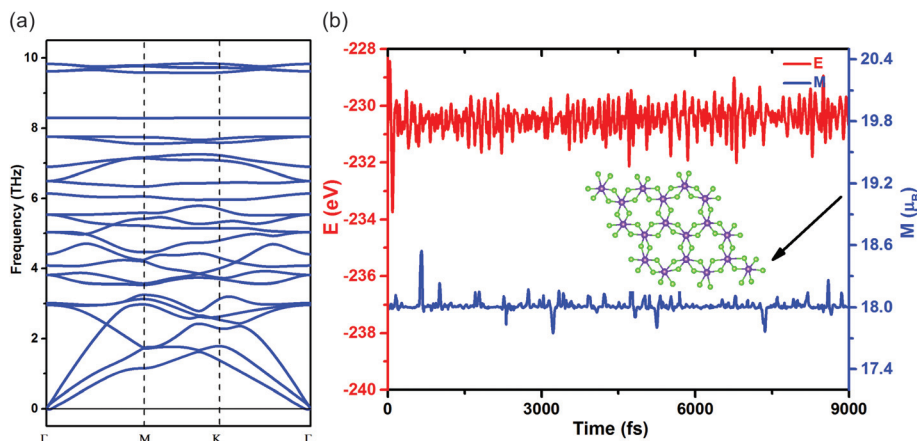 (a)
10
8
6
4
2
0
Frequency (THz)
Γ M K Γ
(b)
-228
-230
-232
-234
-236
-238
-240
E (eV)
E
M
20.4
19.8
19.2
18.6
18.0
17.4
M (μB)
0 3000 6000 9000
Time (fs)